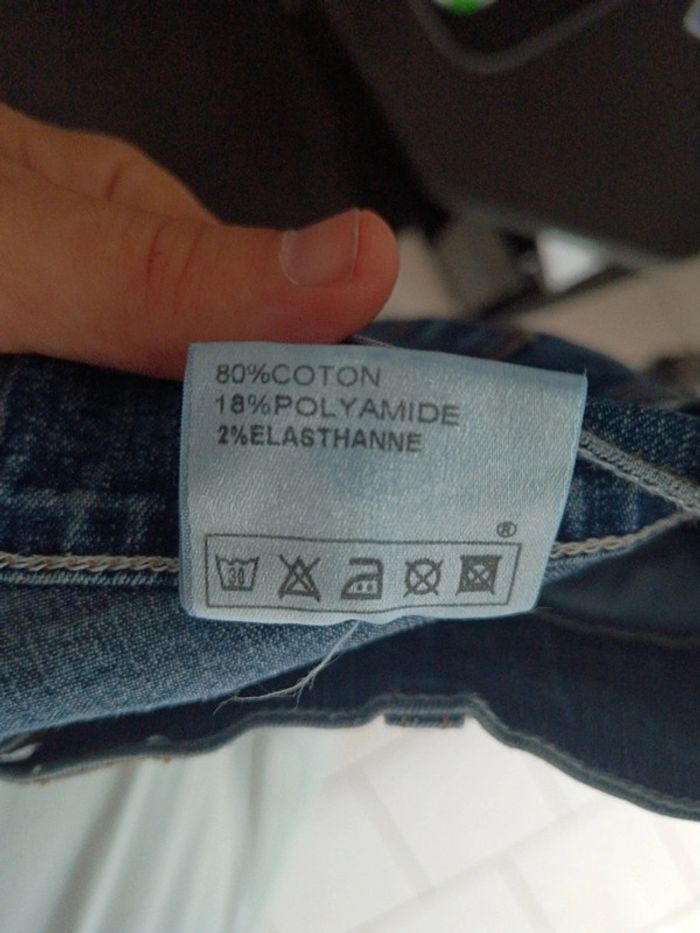 80%COTON
18%POLYAMIDE
2%ELASTHANNE
®
30